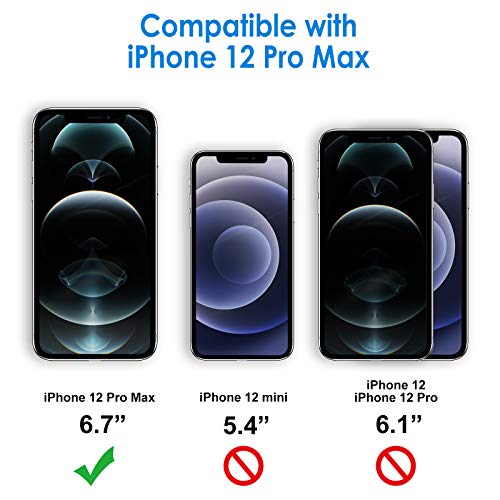 Compatible with
iPhone 12 Pro Max
iPhone 12 Pro Max
6.7”
iPhone 12 mini
5.4”
iPhone 12
iPhone 12 Pro
6.1”